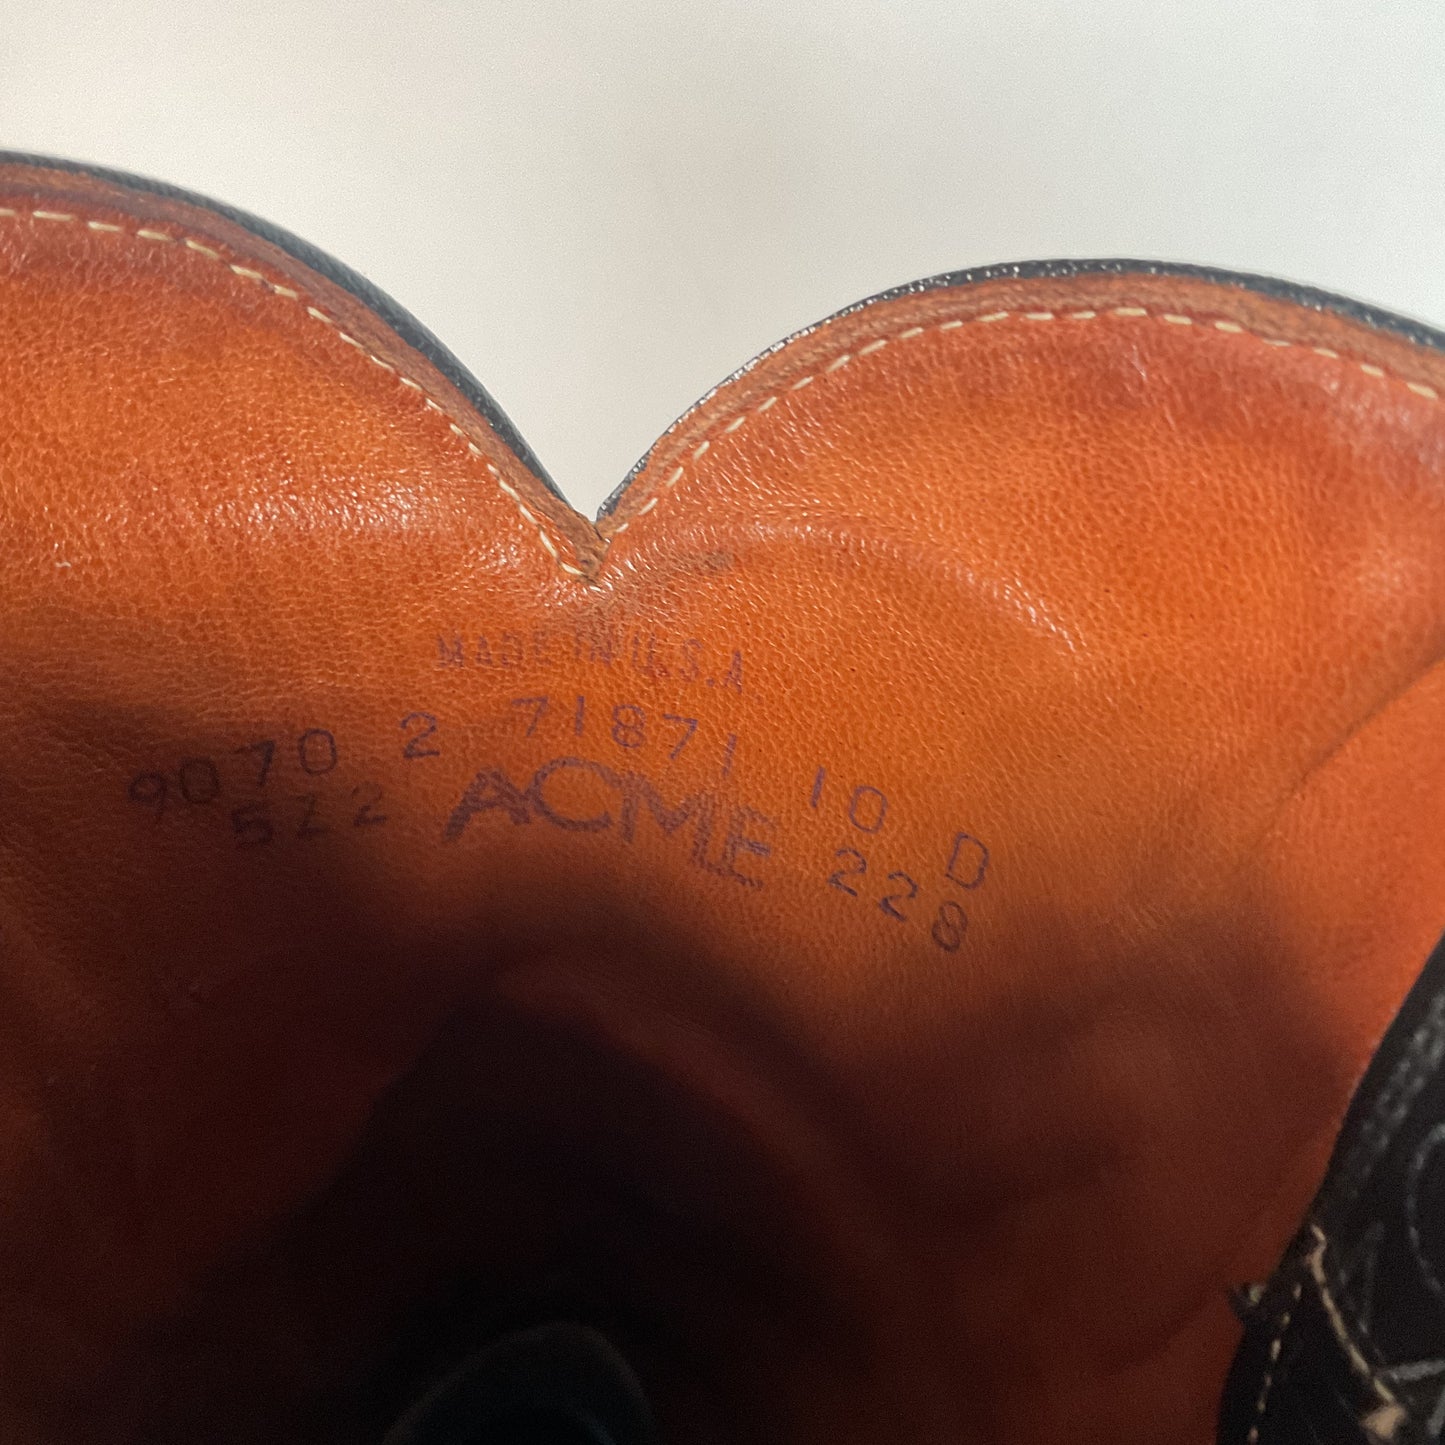 MADE IN U.S.A.
9070 2 71871 10 D
522 ACME 228